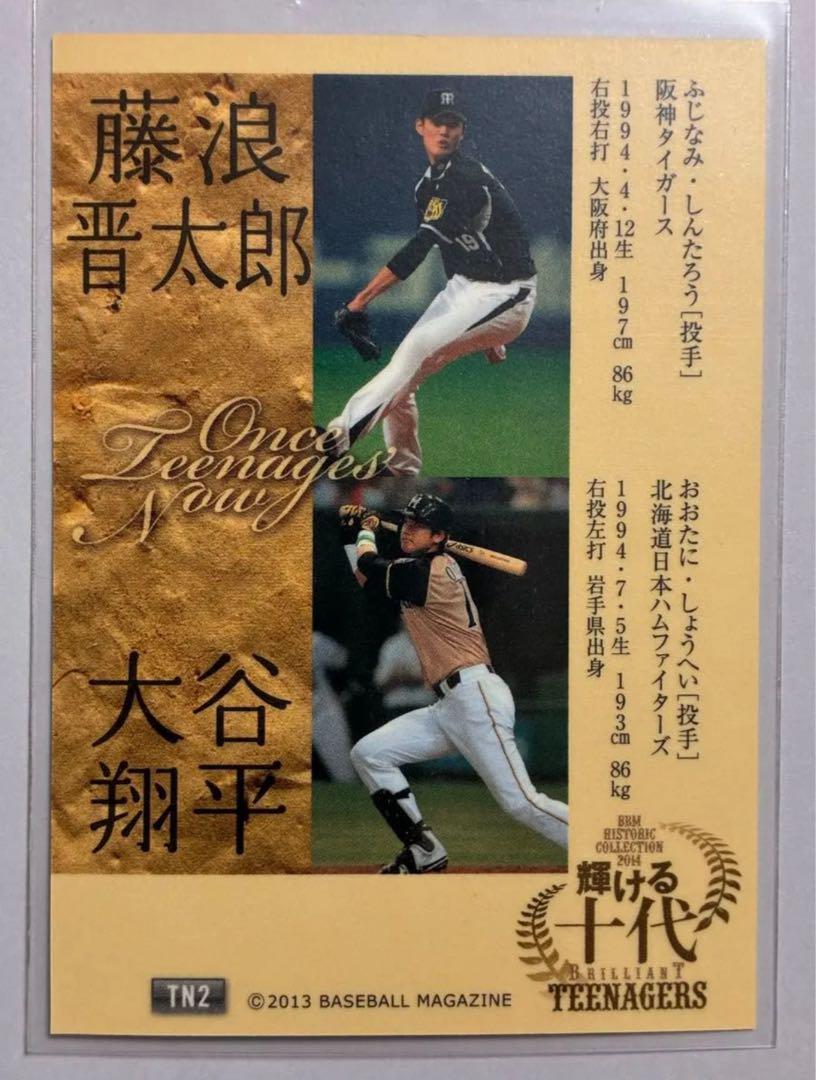 藤浪
晋太郎
ふじなみ・しんたろう[投手]
阪神タイガース
1994・4・12生 197cm 86kg
右投右打 大阪府出身
19
Once
Teenages
Now
大谷
翔平
おおたに・しょうへい[投手]
北海道日本ハムファイターズ
1994・7・5生 193cm 86kg
右投左打 岩手県出身
BBM
HISTORIC
COLLECTION
2014
輝ける
十代
BRILLIANT
TEENAGERS
TN2
©2013 BASEBALL MAGAZINE